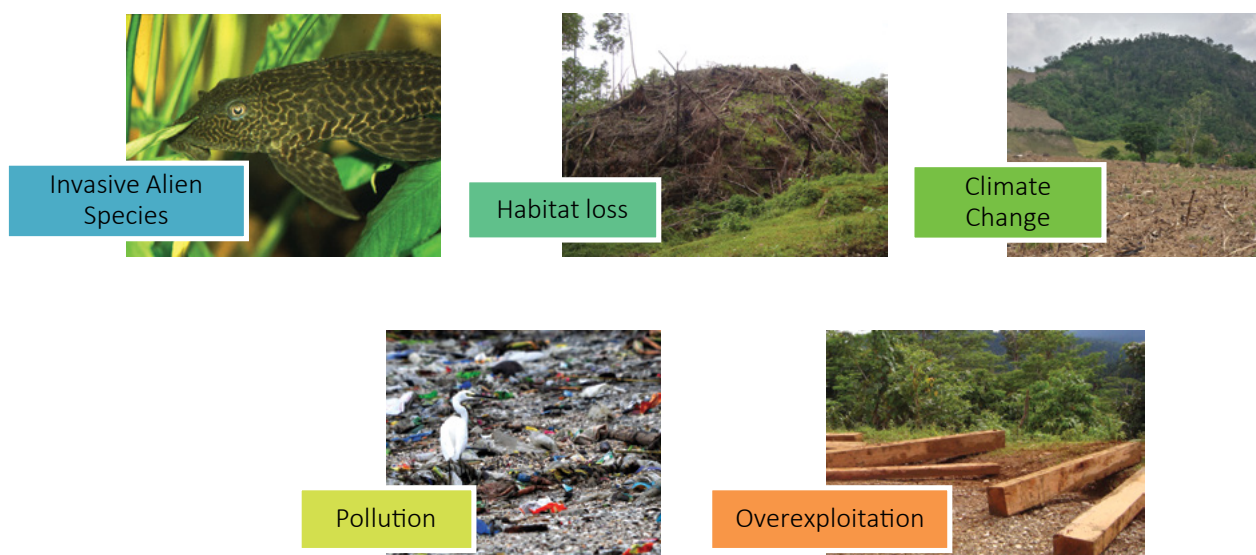 Invasive Alien
Species
Habitat loss
Climate
Change
Pollution
Overexploitation